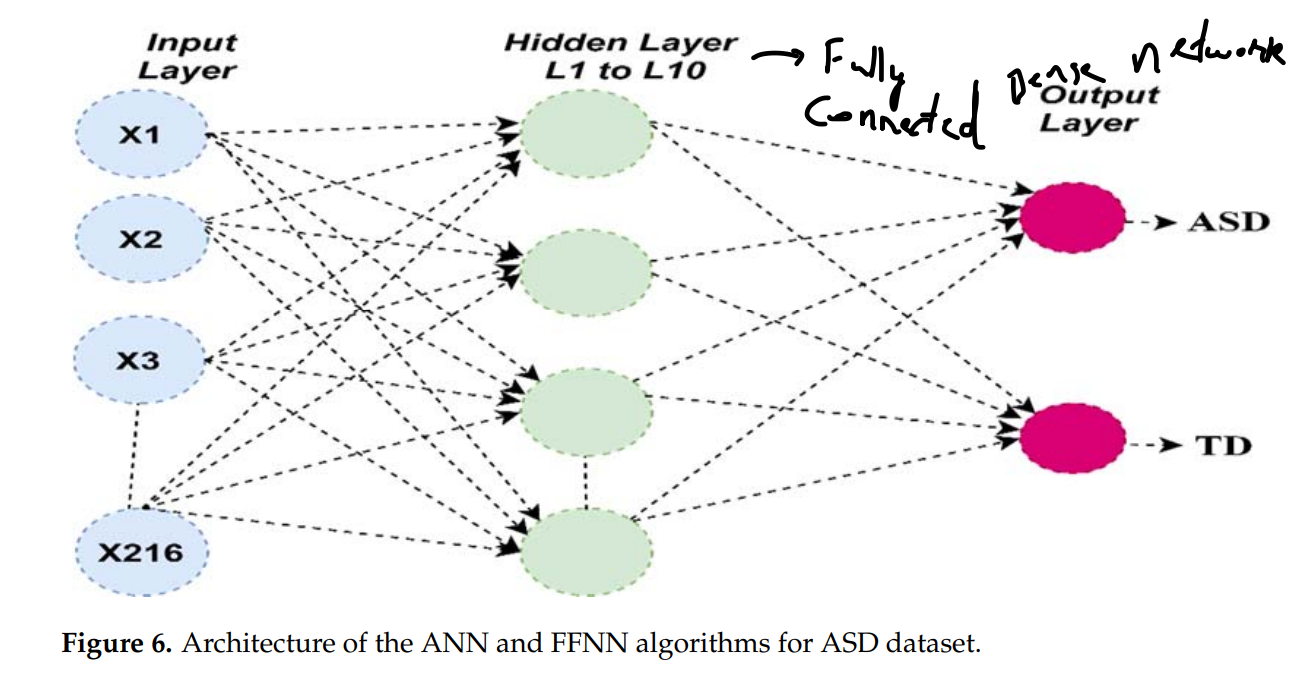 Input
Layer
Hidden Layer
L1 to L10
→ Fully
Connected Dense network
Output
Layer
X1
X2
X3
X216
ASD
TD
Figure 6. Architecture of the ANN and FFNN algorithms for ASD dataset.